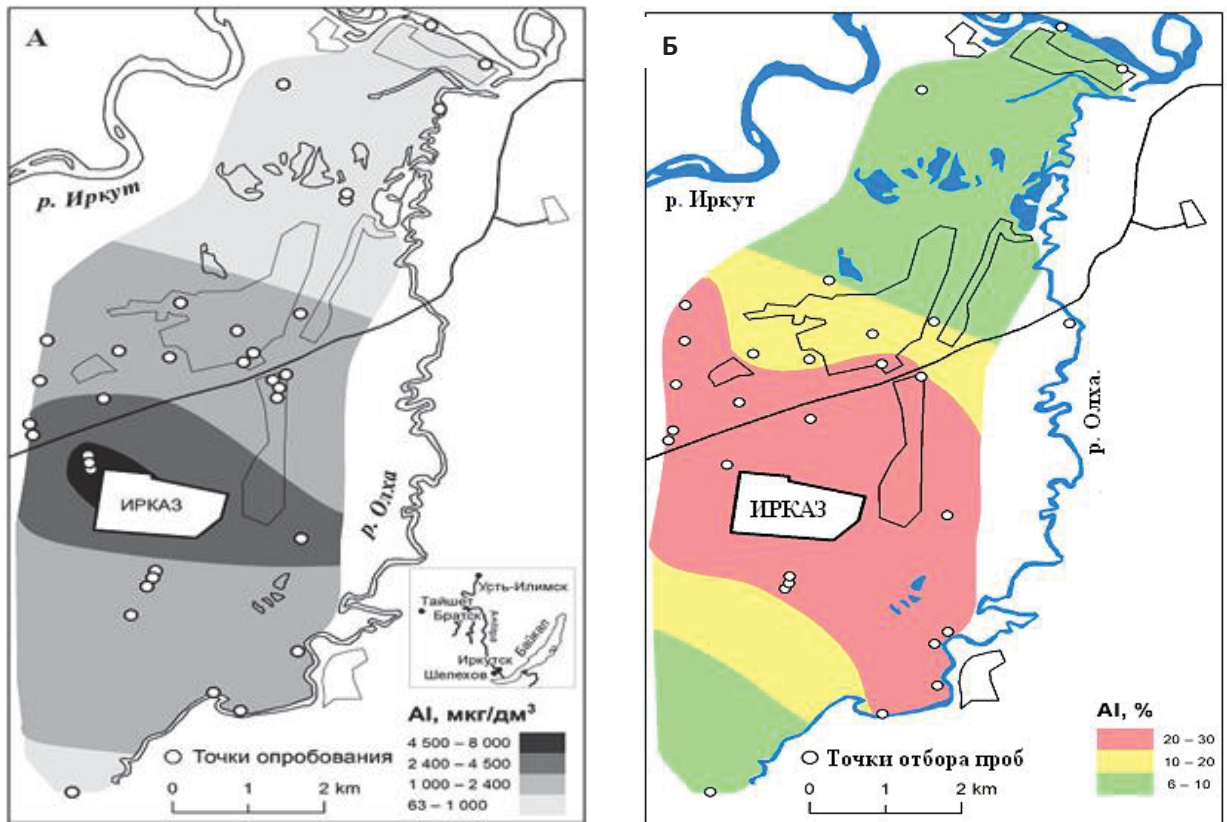 А
р. Иркут
ИРКАЗ
р. Олха
Усть-Илимск
Тайшет
Братск
Ангара
Байкал
Иркутск
Шелехов
Al, мкг/дм³
4 500 – 8 000
2 400 – 4 500
1 000 – 2 400
63 – 1 000
Точки опробования
0 1 2 km
Б
р. Иркут
ИРКАЗ
р. Олха.
Al, %
20 – 30
10 – 20
6 – 10
Точки отбора проб
0 1 2 km